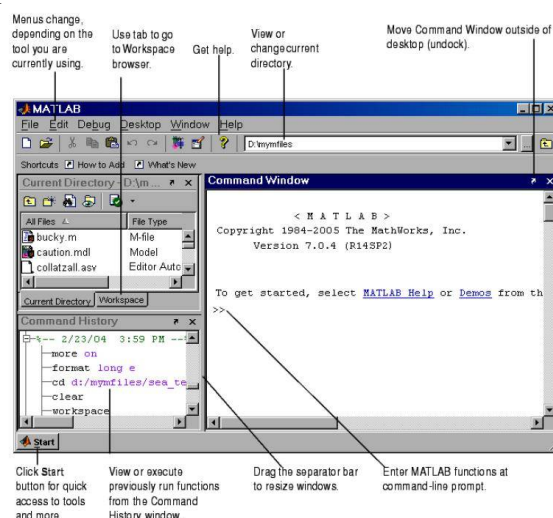 Menus change,
depending on the
tool you are
currently using.
Use tab to go
to Workspace
browser.
Get help.
View or
change current
directory.
Move Command Window outside of
desktop (undock).
MATLAB
File Edit Debug Desktop Window Help
D:\mymfiles
Shortcuts How to Add What's New
Current Directory - D:\m...
All Files File Type
bucky.m M-file
caution.mdl Model
collatzall.asv Editor Auto
Current Directory Workspace
Command History
%-- 2/23/04 3:59 PM --%
more on
format long e
cd d:/mymfiles/sea_te
clear
workspace
Command Window
< M A T L A B >
Copyright 1984-2005 The MathWorks, Inc.
Version 7.0.4 (R14SP2)
To get started, select MATLAB Help or Demos from th
>>
Start
Click Start
button for quick
access to tools
and more.
View or execute
previously run functions
from the Command
History window.
Drag the separator bar
to resize windows.
Enter MATLAB functions at
command-line prompt.